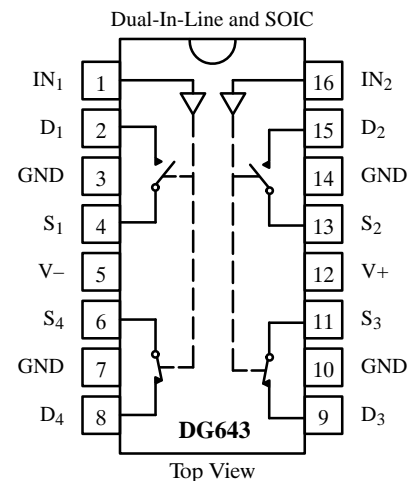 Dual-In-Line and SOIC
IN1 1 16 IN2
D1 2 15 D2
GND 3 14 GND
S1 4 13 S2
V– 5 12 V+
S4 6 11 S3
GND 7 10 GND
D4 8 9 D3
DG643
Top View